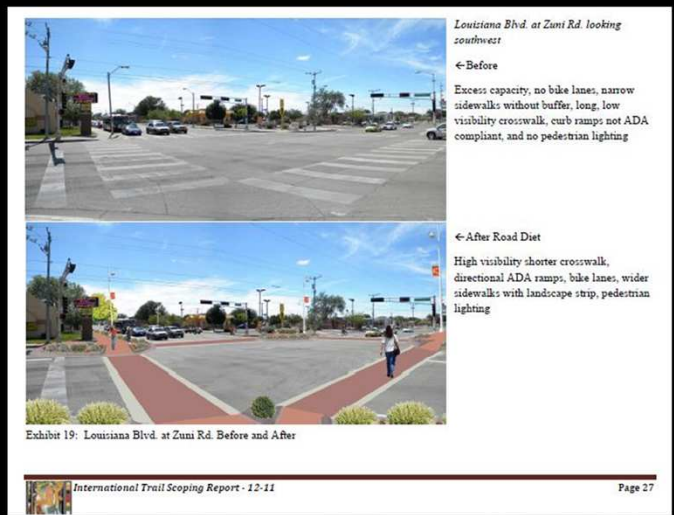 Louisiana Blvd. at Zuni Rd. looking
southwest
←Before
Excess capacity, no bike lanes, narrow
sidewalks without buffer, long, low
visibility crosswalk, curb ramps not ADA
compliant, and no pedestrian lighting
←After Road Diet
High visibility shorter crosswalk,
directional ADA ramps, bike lanes, wider
sidewalks with landscape strip, pedestrian
lighting
Exhibit 19: Louisiana Blvd. at Zuni Rd. Before and After
International Trail Scoping Report - 12-11
Page 27